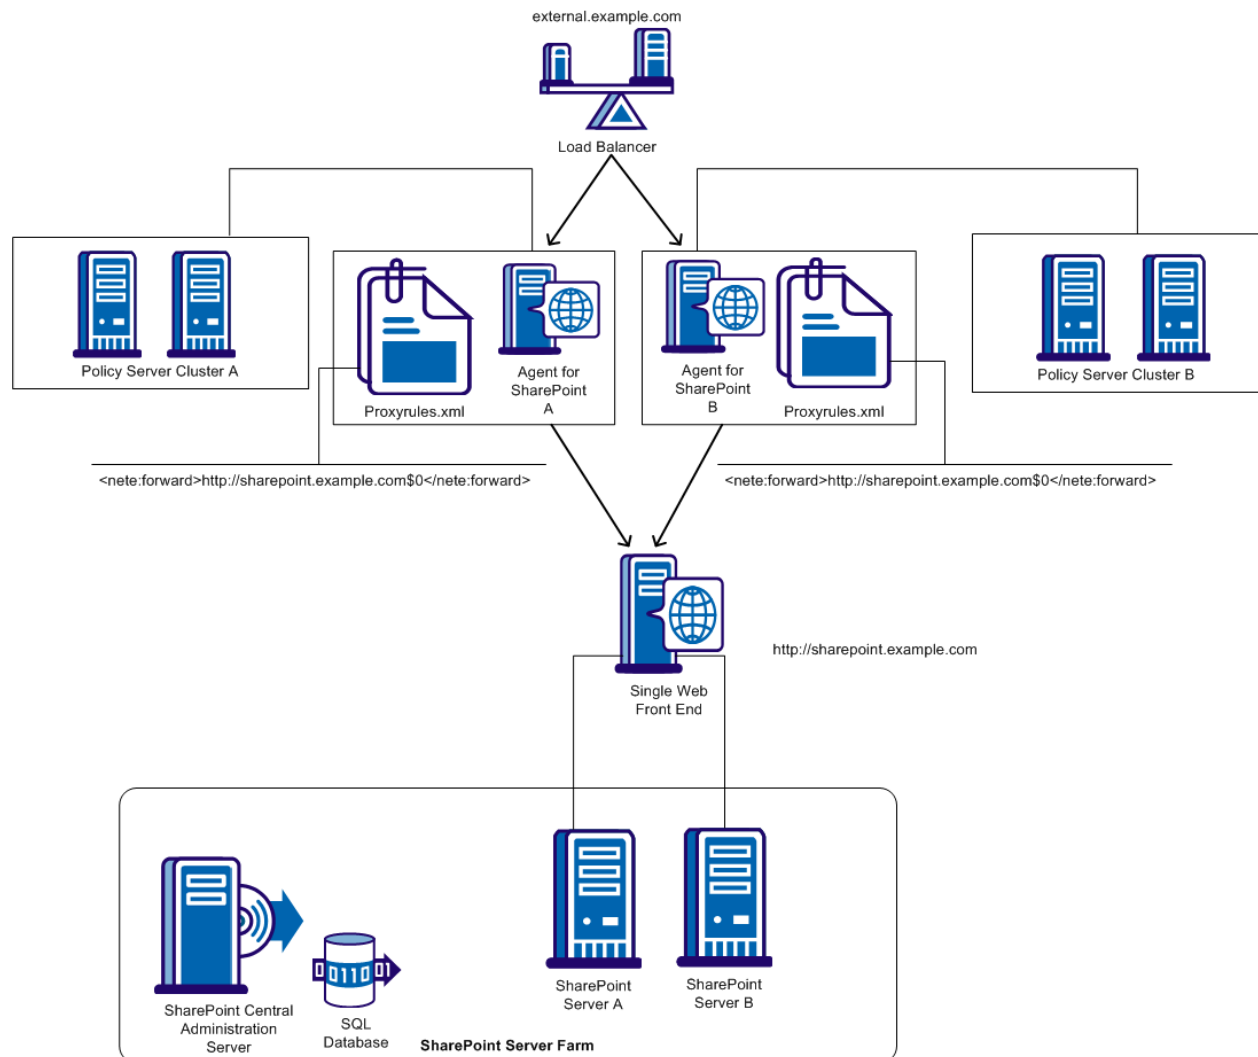 external.example.com
Load Balancer
Policy Server Cluster A
Proxyrules.xml
Agent for
SharePoint
A
Agent for
SharePoint
B
Proxyrules.xml
Policy Server Cluster B
<nete:forward>http://sharepoint.example.com$0</nete:forward>
<nete:forward>http://sharepoint.example.com$0</nete:forward>
http://sharepoint.example.com
Single Web
Front End
SharePoint Central
Administration
Server
0110
SQL
Database
SharePoint
Server A
SharePoint
Server B
SharePoint Server Farm